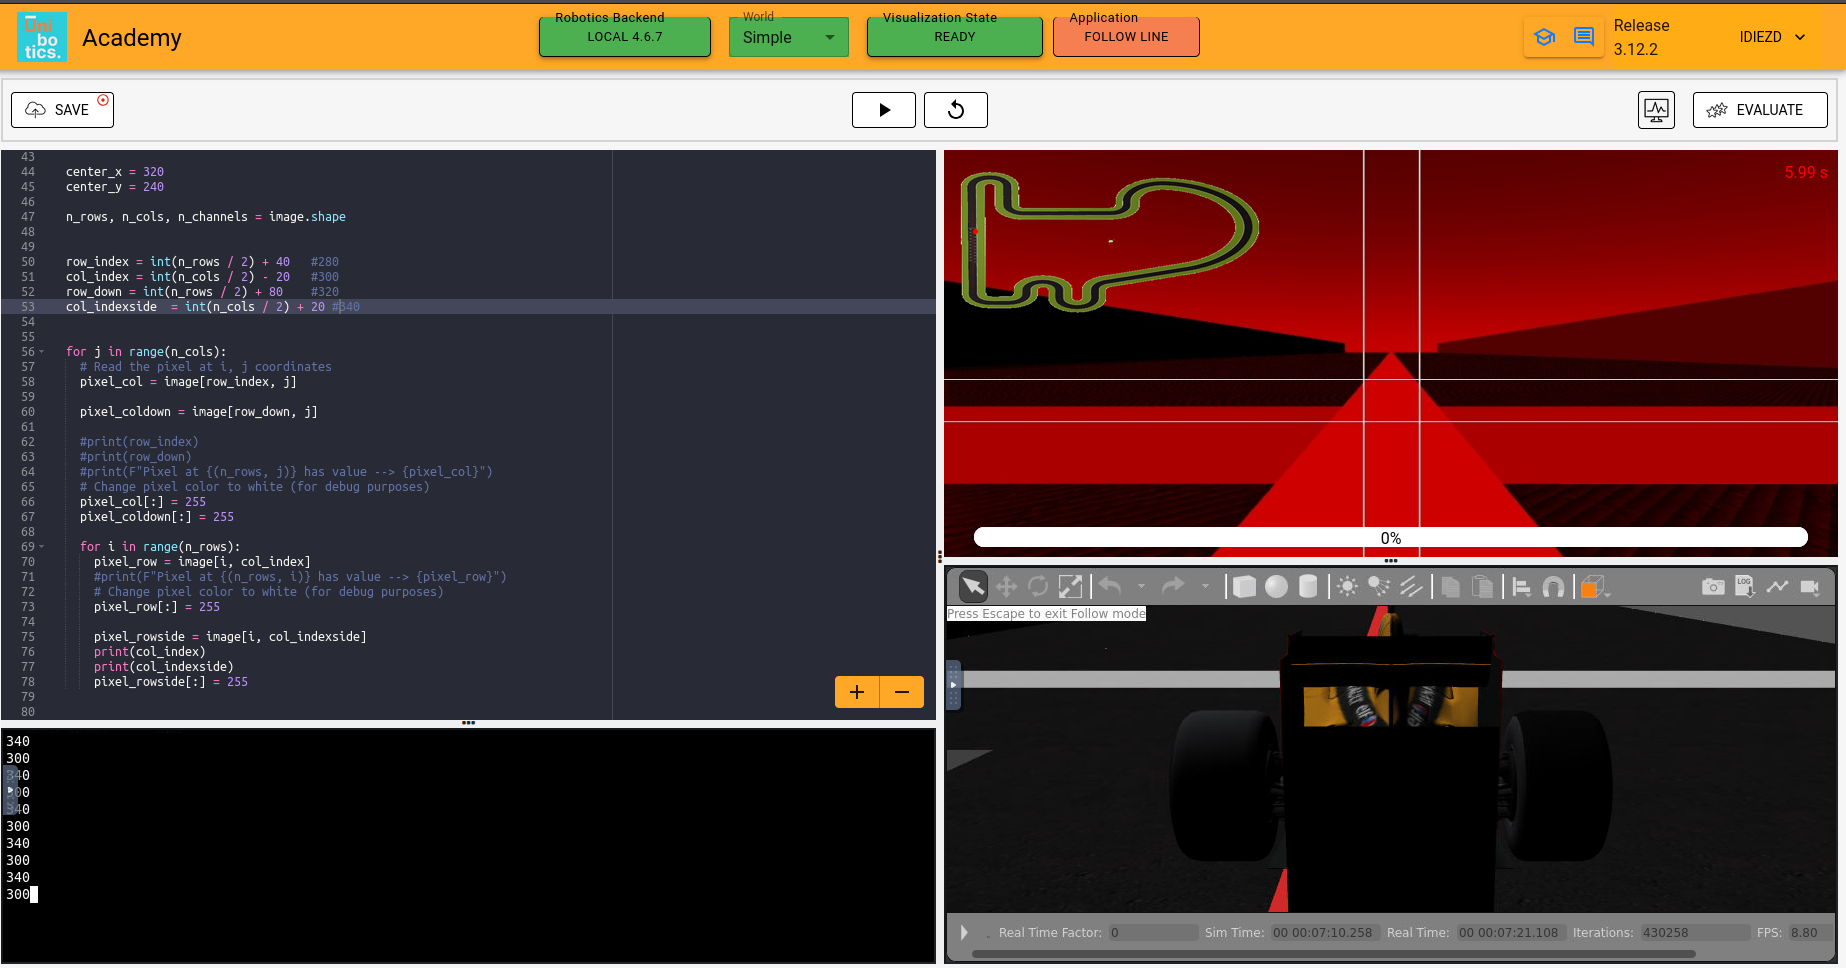 Uni
bo
tics.
Academy
Robotics Backend
LOCAL 4.6.7
World
Simple
Visualization State
READY
Application
FOLLOW LINE
Release
3.12.2
IDIEZD
SAVE
EVALUATE
43
44 center_x = 320
45 center_y = 240
46
47 n_rows, n_cols, n_channels = image.shape
48
49
50 row_index = int(n_rows / 2) + 40 #280
51 col_index = int(n_cols / 2) - 20 #300
52 row_down = int(n_rows / 2) + 80 #320
53 col_indexside = int(n_cols / 2) + 20 #340
54
55
56 for j in range(n_cols):
57 # Read the pixel at i, j coordinates
58 pixel_col = image[row_index, j]
59
60 pixel_coldown = image[row_down, j]
61
62 #print(row_index)
63 #print(row_down)
64 #print(F"Pixel at {(n_rows, j)} has value --> {pixel_col}")
65 # Change pixel color to white (for debug purposes)
66 pixel_col[:] = 255
67 pixel_coldown[:] = 255
68
69 for i in range(n_rows):
70 pixel_row = image[i, col_index]
71 #print(F"Pixel at {(n_rows, i)} has value --> {pixel_row}")
72 # Change pixel color to white (for debug purposes)
73 pixel_row[:] = 255
74
75 pixel_rowside = image[i, col_indexside]
76 print(col_index)
77 print(col_indexside)
78 pixel_rowside[:] = 255
79
80
+ −
340
300
340
300
340
300
340
300
340
300
5.99 s
0%
LOG
Press Escape to exit Follow mode
Real Time Factor: 0 Sim Time: 00 00:07:10.258 Real Time: 00 00:07:21.108 Iterations: 430258 FPS: 8.80